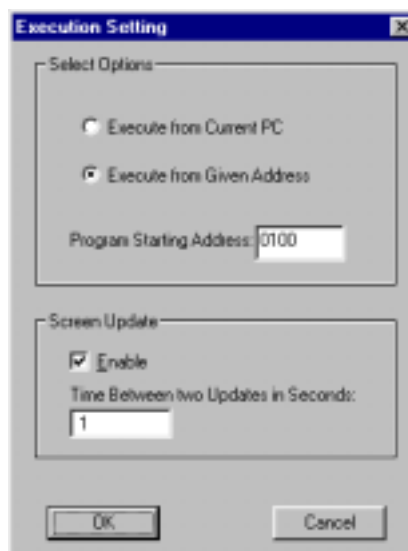 Execution Setting
Select Options
Execute from Current PC
Execute from Given Address
Program Starting Address: 0100
Screen Update
Enable
Time Between two Updates in Seconds:
1
OK
Cancel